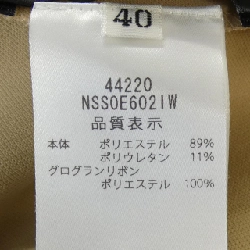 40
44220
NSSOE602IW
品質表示
本体 ポリエステル 89%
ポリウレタン 11%
グログランリボン
ポリエステル 100%